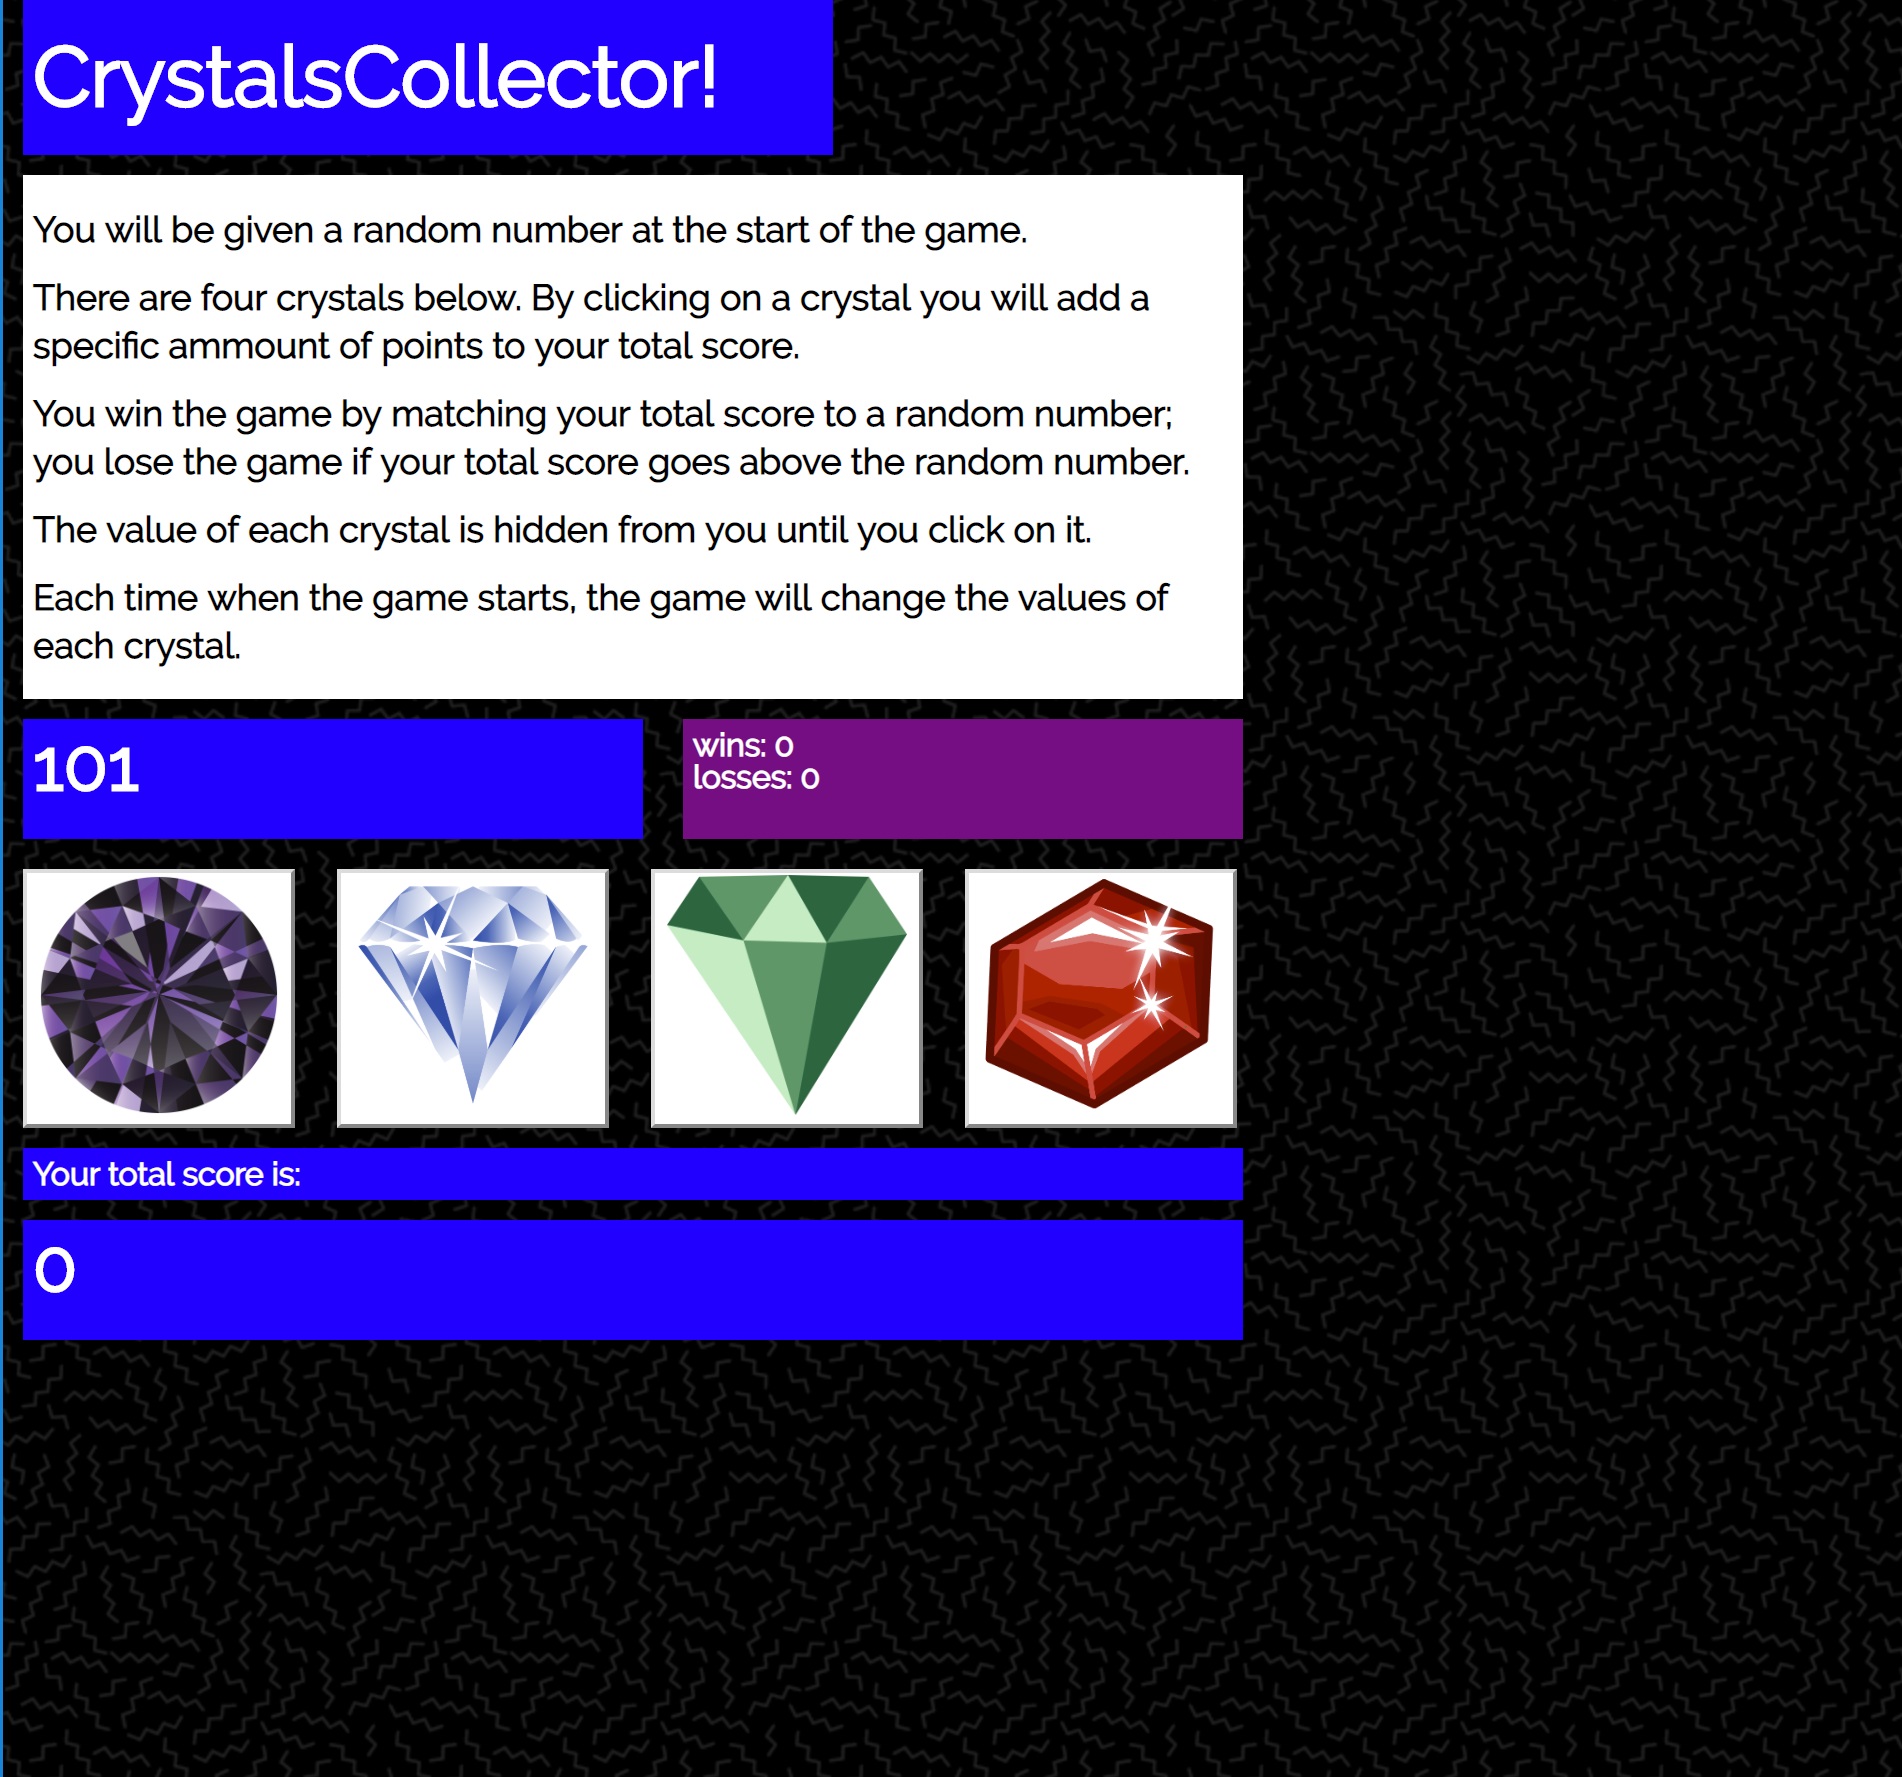 CrystalsCollector!
You will be given a random number at the start of the game.
There are four crystals below. By clicking on a crystal you will add a
specific ammount of points to your total score.
You win the game by matching your total score to a random number;
you lose the game if your total score goes above the random number.
The value of each crystal is hidden from you until you click on it.
Each time when the game starts, the game will change the values of
each crystal.
101
wins: 0
losses: 0
Your total score is:
0